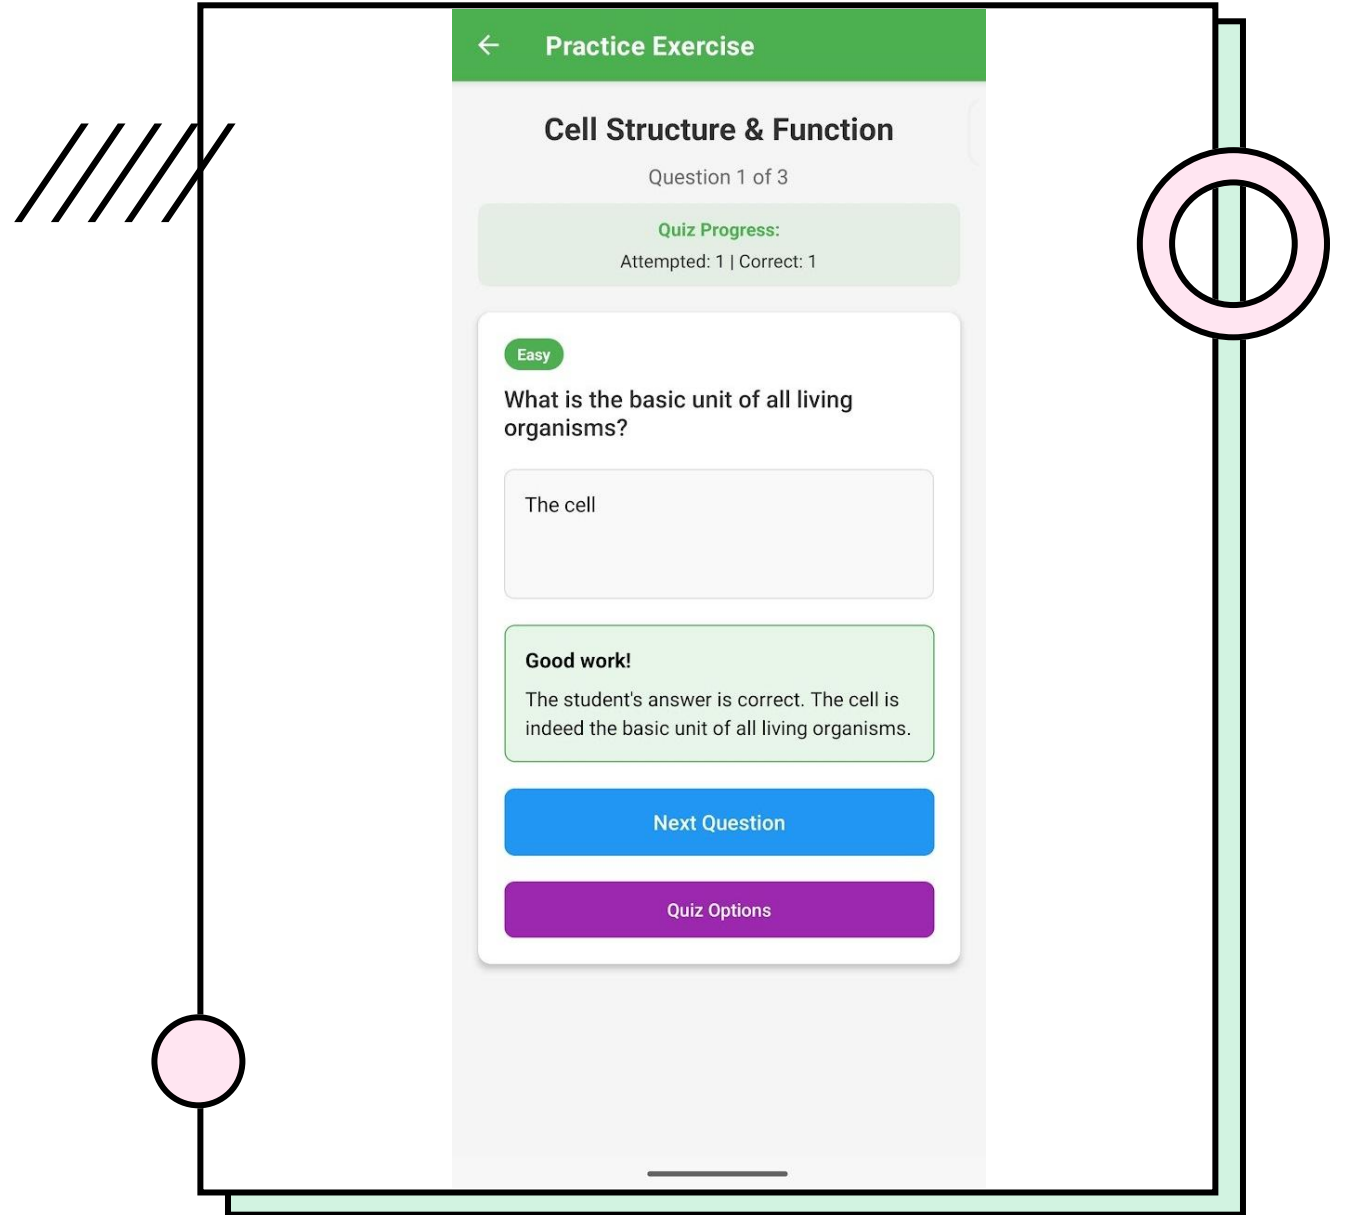 Practice Exercise
Cell Structure & Function
Question 1 of 3
Quiz Progress:
Attempted: 1 | Correct: 1
Easy
What is the basic unit of all living
organisms?
The cell
Good work!
The student's answer is correct. The cell is
indeed the basic unit of all living organisms.
Next Question
Quiz Options